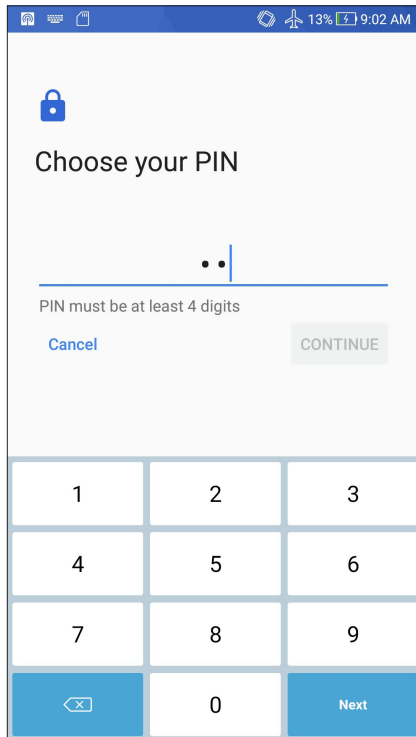 13% 9:02 AM
Choose your PIN
••
PIN must be at least 4 digits
Cancel CONTINUE
1 2 3
4 5 6
7 8 9
0 Next